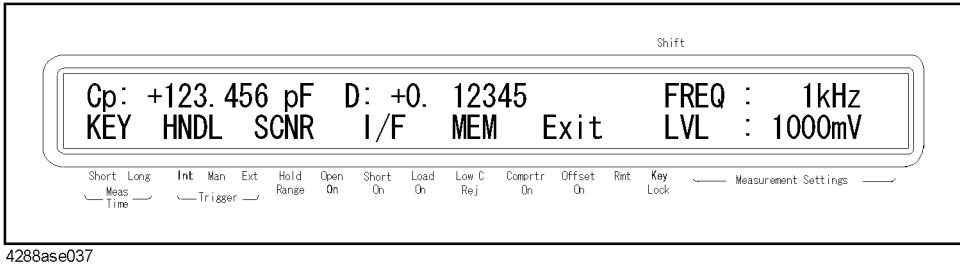 Shift
Cp: +123.456 pF D: +0. 12345 FREQ : 1kHz
KEY HNDL SCNR I/F MEM Exit LVL : 1000mV
Short Long Int Man Ext Hold Open Short Load Low C Comprtr Offset Rmt Key Measurement Settings
Meas Trigger Range On On On Rej On On Lock
Time
4288ase037